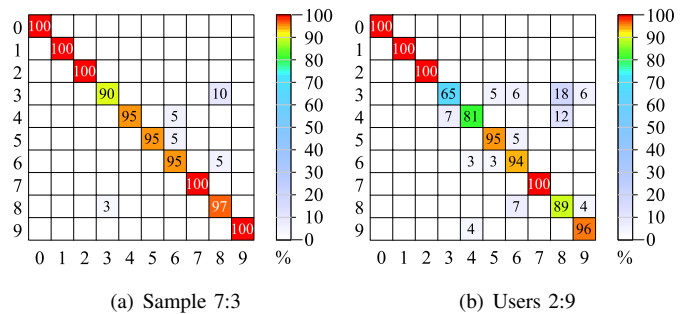 0 100 100 100
1 100 90
2 100 80
3 90 10 70
4 95 5 60
5 95 5 50
6 95 5 40
7 100 30
8 3 97 20
9 100 10
0 1 2 3 4 5 6 7 8 9 % 0
(a) Sample 7:3
0 100 100 100
1 100 90
2 100 80
3 65 5 6 18 6 70
4 7 81 12 60
5 95 5 50
6 3 3 94 40
7 100 30
8 7 89 4 20
9 4 96 10
0 1 2 3 4 5 6 7 8 9 % 0
(b) Users 2:9